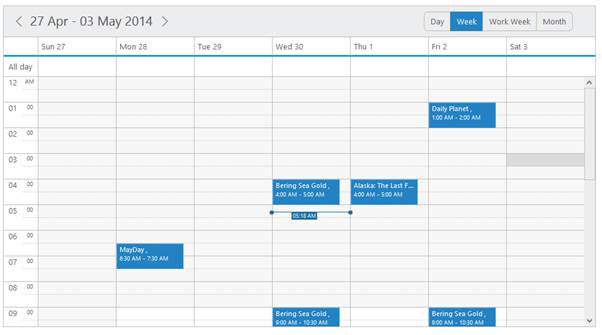 27 Apr - 03 May 2014
Day Week Work Week Month
Sun 27 Mon 28 Tue 29 Wed 30 Thu 1 Fri 2 Sat 3
All day
12 AM
01 00
Daily Planet ,
1:00 AM - 2:00 AM
02 00
03 00
04 00
Bering Sea Gold ,
4:00 AM - 5:00 AM
Alaska: The Last F...
4:00 AM - 5:00 AM
05 00
05:18 AM
06 00
MayDay ,
6:30 AM - 7:30 AM
07 00
08 00
09 00
Bering Sea Gold ,
9:00 AM - 10:30 AM
Bering Sea Gold ,
9:00 AM - 10:30 AM